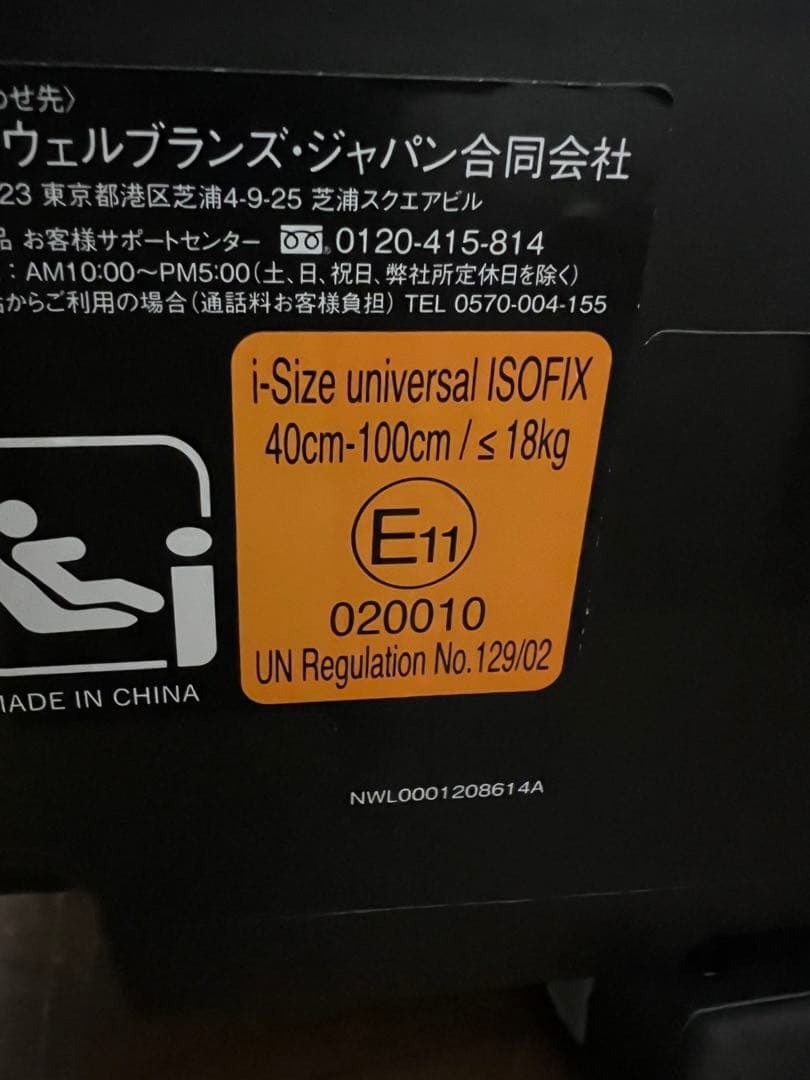 わせ先〉
ウェルブランズ・ジャパン合同会社
23 東京都港区芝浦4-9-25 芝浦スクエアビル
品 お客様サポートセンター 0120-415-814
: AM10:00〜PM5:00(土、日、祝日、弊社所定休日を除く)
からご利用の場合(通話料お客様負担) TEL 0570-004-155
i-Size universal ISOFIX
40cm-100cm / ≤ 18kg
E11
020010
UN Regulation No.129/02
MADE IN CHINA
NWL0001208614A